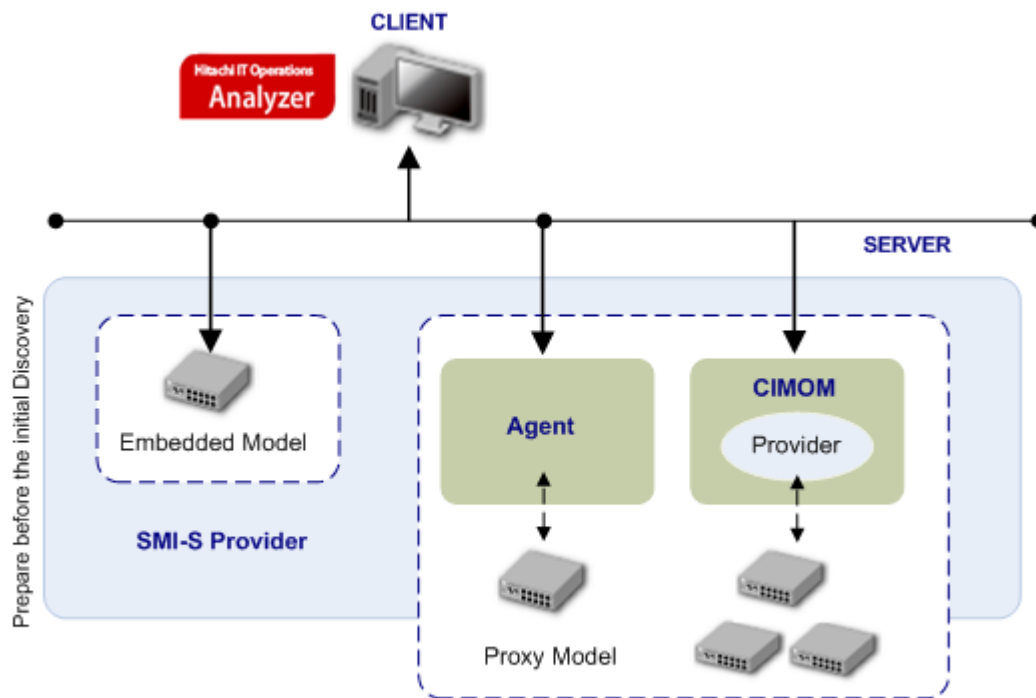 CLIENT
Hitachi IT Operations
Analyzer
SERVER
Prepare before the initial Discovery
Embedded Model
SMI-S Provider
Agent
CIMOM
Provider
Proxy Model